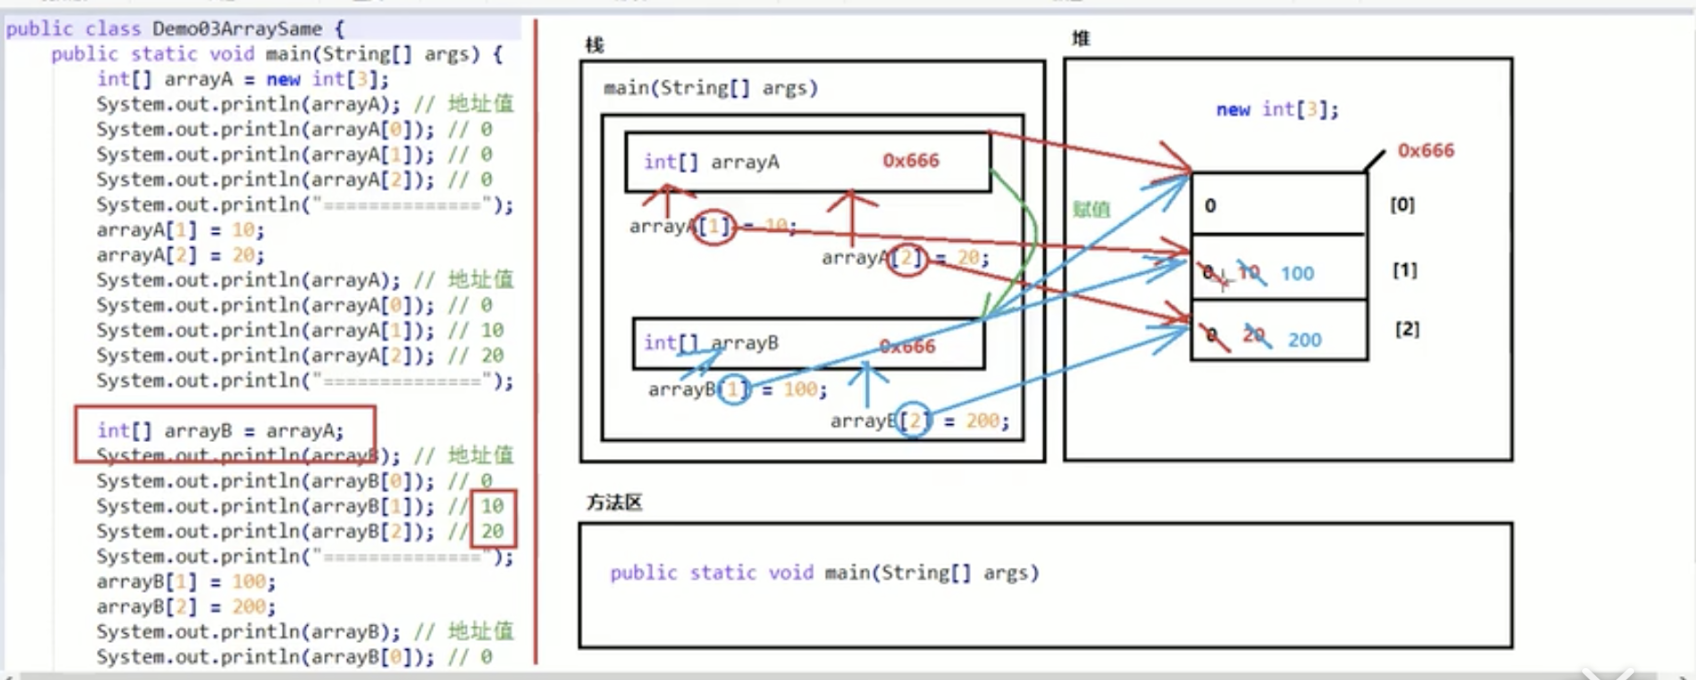 public class Demo03ArraySame {
public static void main(String[] args) {
int[] arrayA = new int[3];
System.out.println(arrayA); // 地址值
System.out.println(arrayA[0]); // 0
System.out.println(arrayA[1]); // 0
System.out.println(arrayA[2]); // 0
System.out.println("==============");
arrayA[1] = 10;
arrayA[2] = 20;
System.out.println(arrayA); // 地址值
System.out.println(arrayA[0]); // 0
System.out.println(arrayA[1]); // 10
System.out.println(arrayA[2]); // 20
System.out.println("==============");
int[] arrayB = arrayA;
System.out.println(arrayB); // 地址值
System.out.println(arrayB[0]); // 0
System.out.println(arrayB[1]); // 10
System.out.println(arrayB[2]); // 20
System.out.println("==============");
arrayB[1] = 100;
arrayB[2] = 200;
System.out.println(arrayB); // 地址值
System.out.println(arrayB[0]); // 0
栈
main(String[] args)
int[] arrayA 0x666
arrayA[1] = 10;
arrayA[2] = 20;
int[] arrayB 0x666
arrayB[1] = 100;
arrayB[2] = 200;
赋值
堆
new int[3];
0x666
0 [0]
0 10 100 [1]
0 20 200 [2]
方法区
public static void main(String[] args)